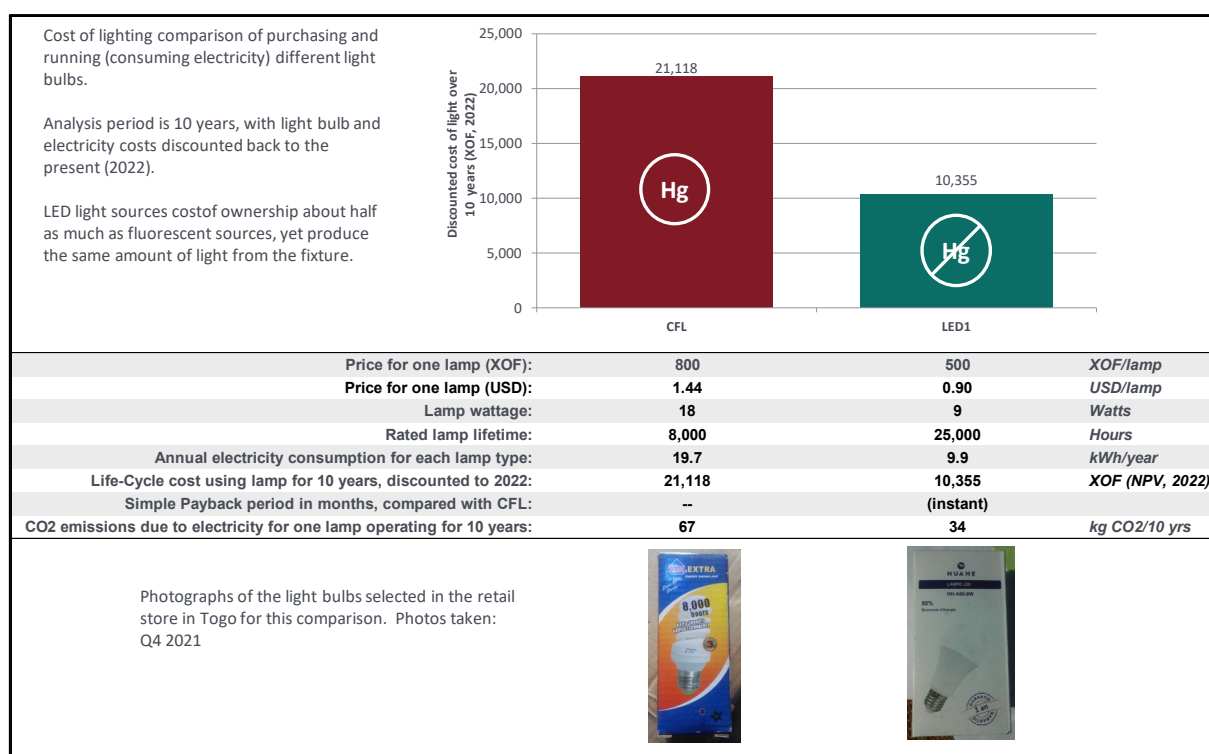 Cost of lighting comparison of purchasing and
running (consuming electricity) different light
bulbs.
Analysis period is 10 years, with light bulb and
electricity costs discounted back to the
present (2022).
LED light sources costof ownership about half
as much as fluorescent sources, yet produce
the same amount of light from the fixture.
Discounted cost of light over
10 years (XOF, 2022)
25,000
20,000
15,000
10,000
5,000
0
21,118
Hg
10,355
Hg
CFL
LED1
Price for one lamp (XOF): 800 500 XOF/lamp
Price for one lamp (USD): 1.44 0.90 USD/lamp
Lamp wattage: 18 9 Watts
Rated lamp lifetime: 8,000 25,000 Hours
Annual electricity consumption for each lamp type: 19.7 9.9 kWh/year
Life-Cycle cost using lamp for 10 years, discounted to 2022: 21,118 10,355 XOF (NPV, 2022)
Simple Payback period in months, compared with CFL: -- (instant)
CO2 emissions due to electricity for one lamp operating for 10 years: 67 34 kg CO2/10 yrs
Photographs of the light bulbs selected in the retail
store in Togo for this comparison. Photos taken:
Q4 2021
EXTRA
8,000
hours
3
HUAHE
LAMPE LED
HH-A60-9W
80%
1 an